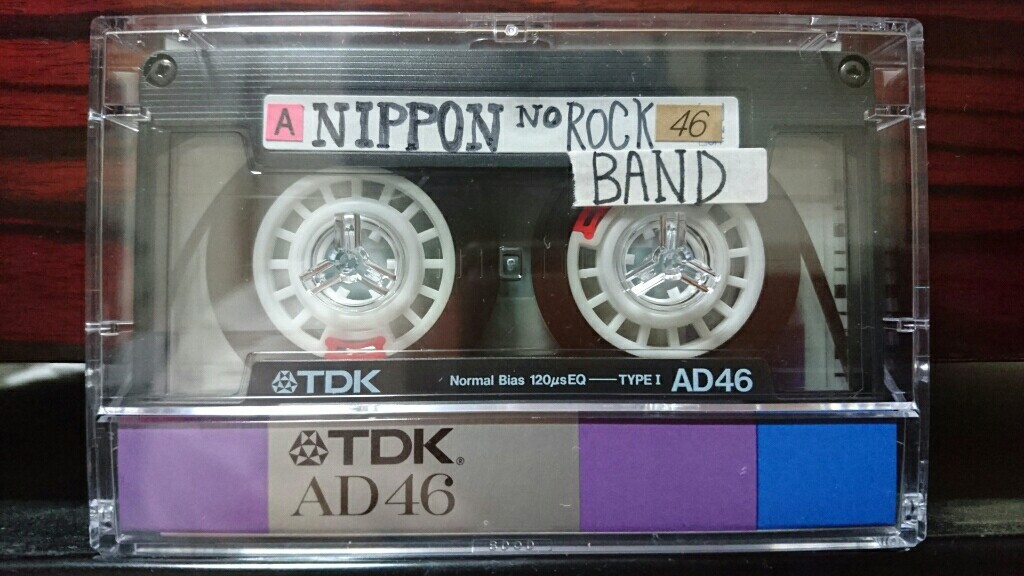 A NIPPON NO ROCK 46
BAND
TDK Normal Bias 120μsEQ—TYPE I AD46
TDK®
AD46